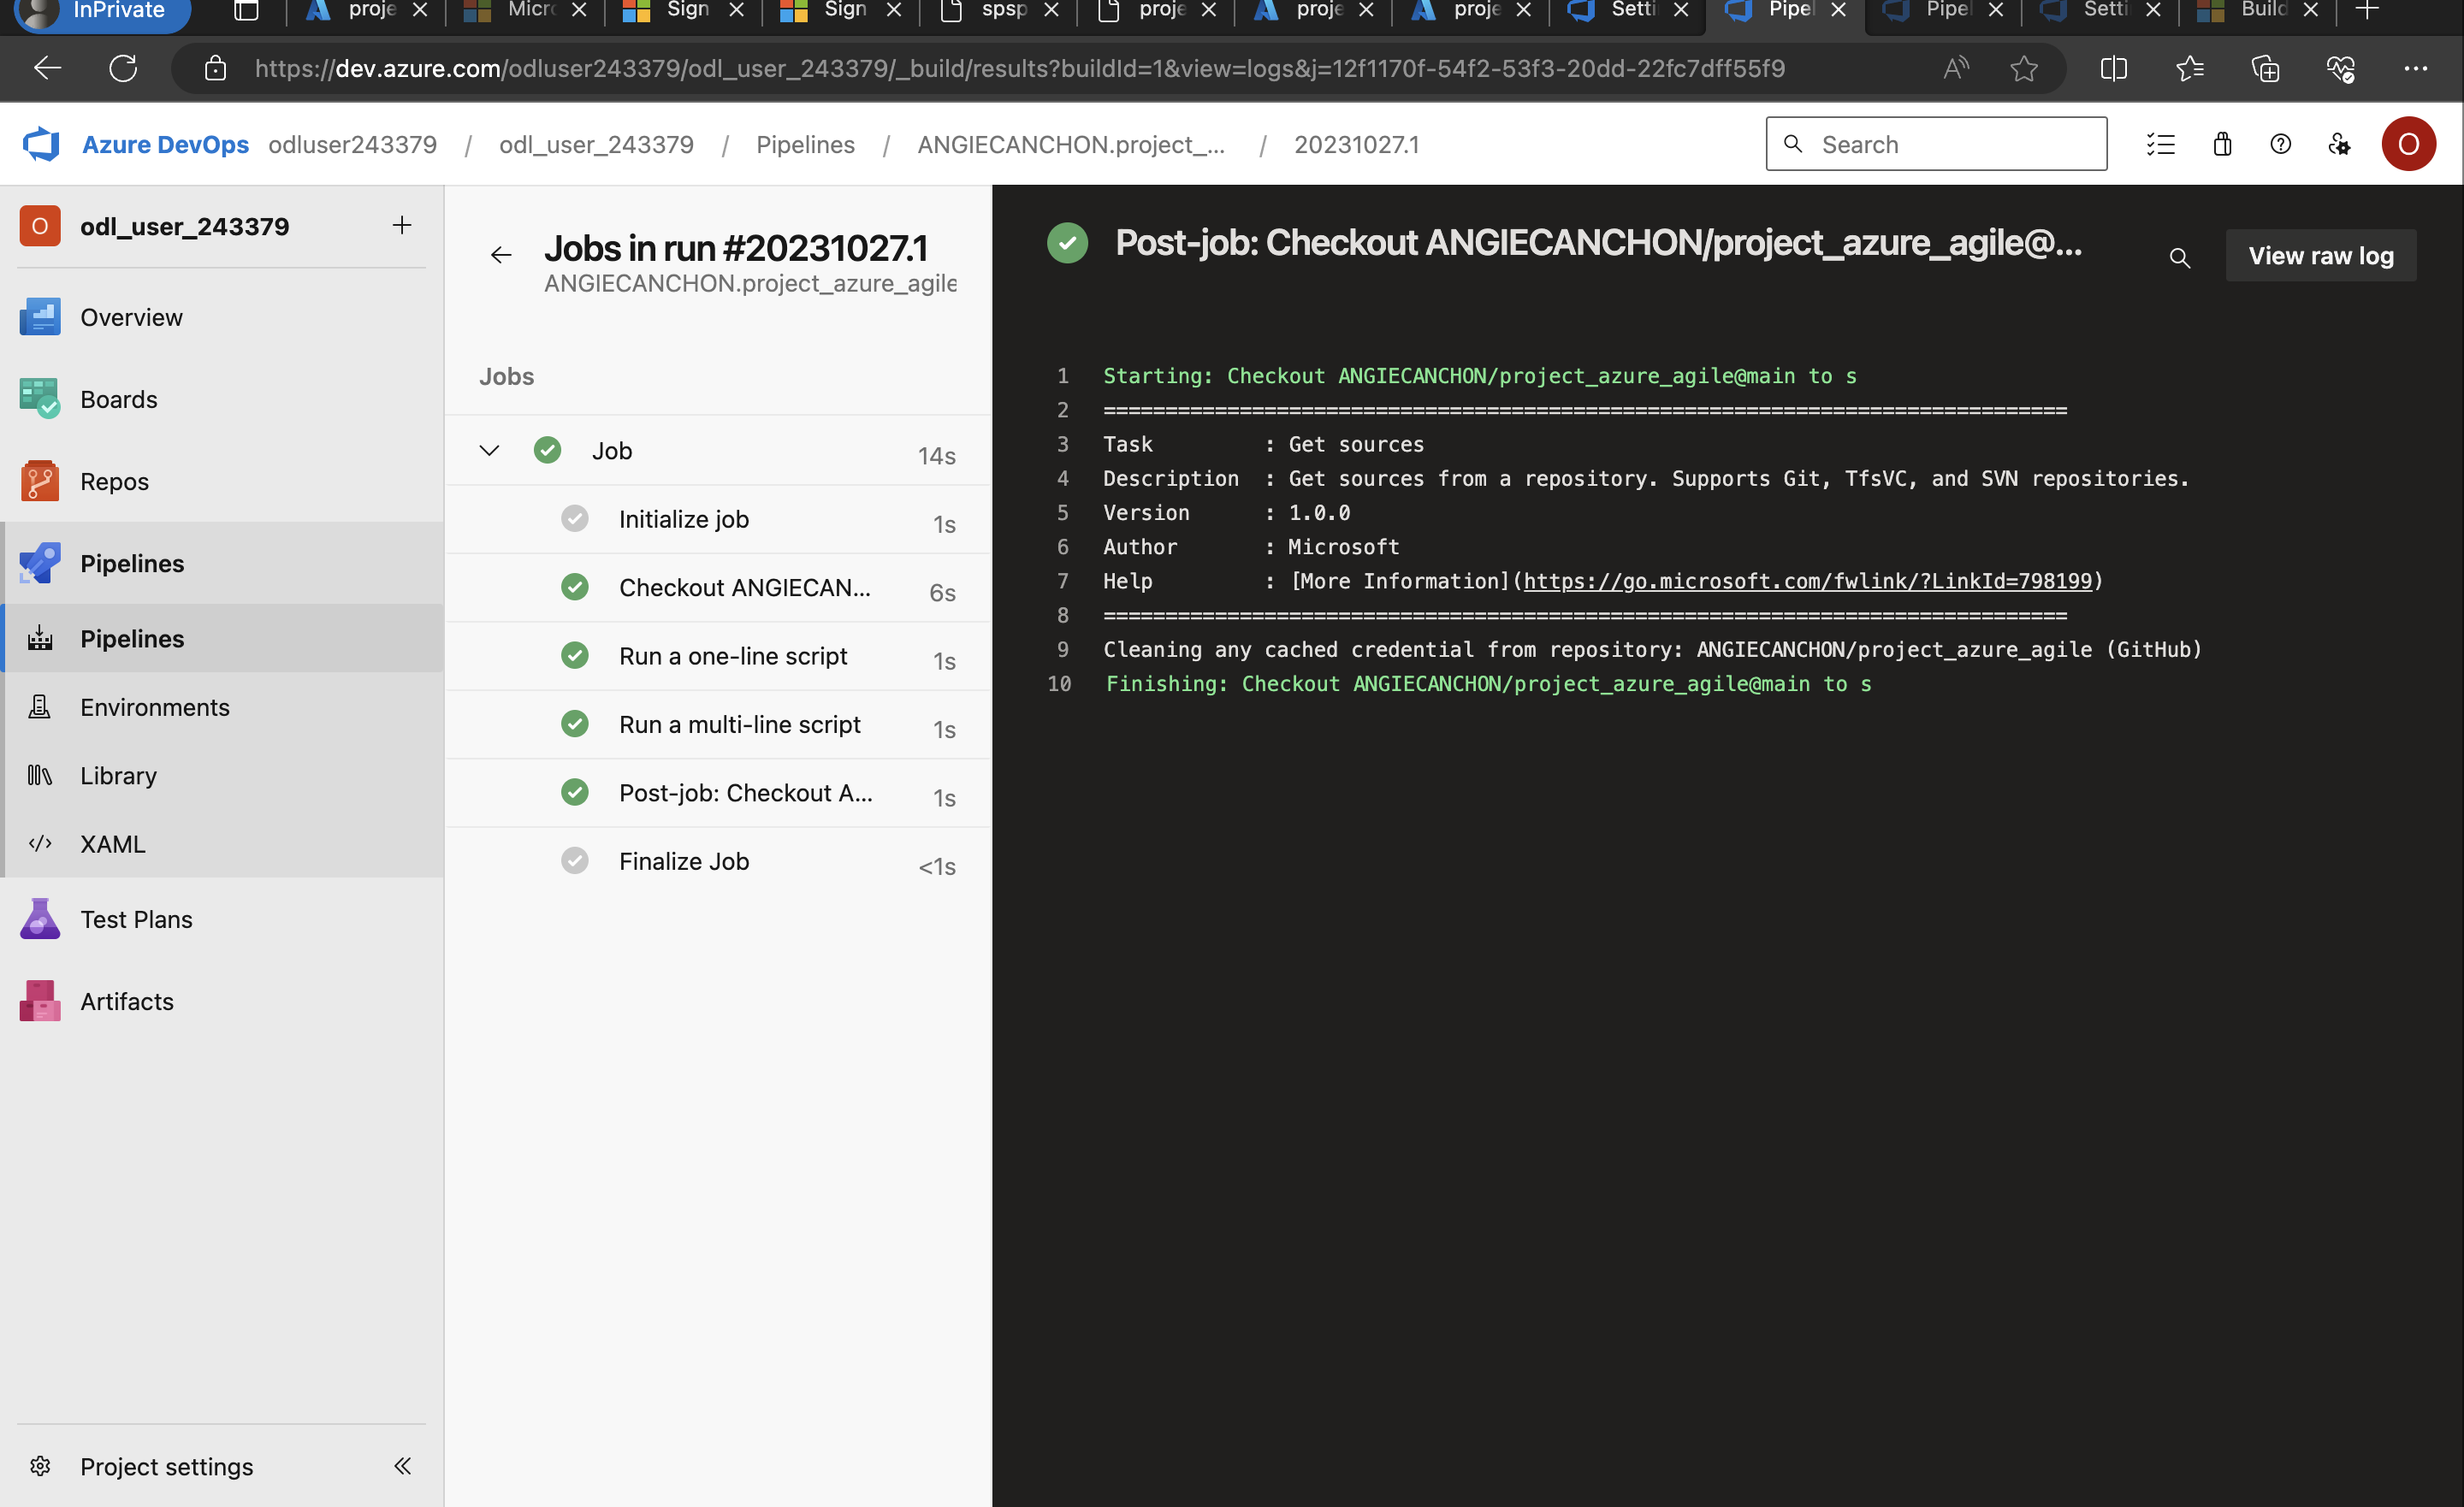 InPrivate
proje
Micro
Sign
Sign
spsp
proje
proje
proje
Setti
Pipel
Pipel
Setti
Build
https://dev.azure.com/odluser243379/odl_user_243379/_build/results?buildId=1&view=logs&j=12f1170f-54f2-53f3-20dd-22fc7dff55f9
Azure DevOps odluser243379 / odl_user_243379 / Pipelines / ANGIECANCHON.project_... / 20231027.1
Search
O
O odl_user_243379
Overview
Boards
Repos
Pipelines
Pipelines
Environments
Library
XAML
Test Plans
Artifacts
Project settings
Jobs in run #20231027.1
ANGIECANCHON.project_azure_agile
Jobs
Job 14s
Initialize job 1s
Checkout ANGIECAN... 6s
Run a one-line script 1s
Run a multi-line script 1s
Post-job: Checkout A... 1s
Finalize Job <1s
Post-job: Checkout ANGIECANCHON/project_azure_agile@...
View raw log
1 Starting: Checkout ANGIECANCHON/project_azure_agile@main to s
2 ==============================================================================
3 Task : Get sources
4 Description : Get sources from a repository. Supports Git, TfsVC, and SVN repositories.
5 Version : 1.0.0
6 Author : Microsoft
7 Help : [More Information](https://go.microsoft.com/fwlink/?LinkId=798199)
8 ==============================================================================
9 Cleaning any cached credential from repository: ANGIECANCHON/project_azure_agile (GitHub)
10 Finishing: Checkout ANGIECANCHON/project_azure_agile@main to s